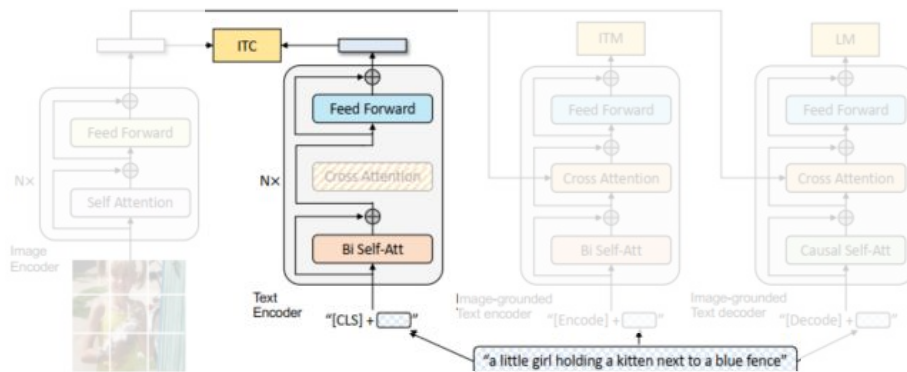 ITC
ITM
LM
Feed Forward
Feed Forward
Feed Forward
Feed Forward
N×
Self Attention
N×
Cross Attention
Cross Attention
Cross Attention
Bi Self-Att
Bi Self-Att
Causal Self-Att
Image
Encoder
Text
Encoder
Image-grounded
Text encoder
Image-grounded
Text decoder
"[CLS] + "
"[Encode] + "
"[Decode] + "
"a little girl holding a kitten next to a blue fence"